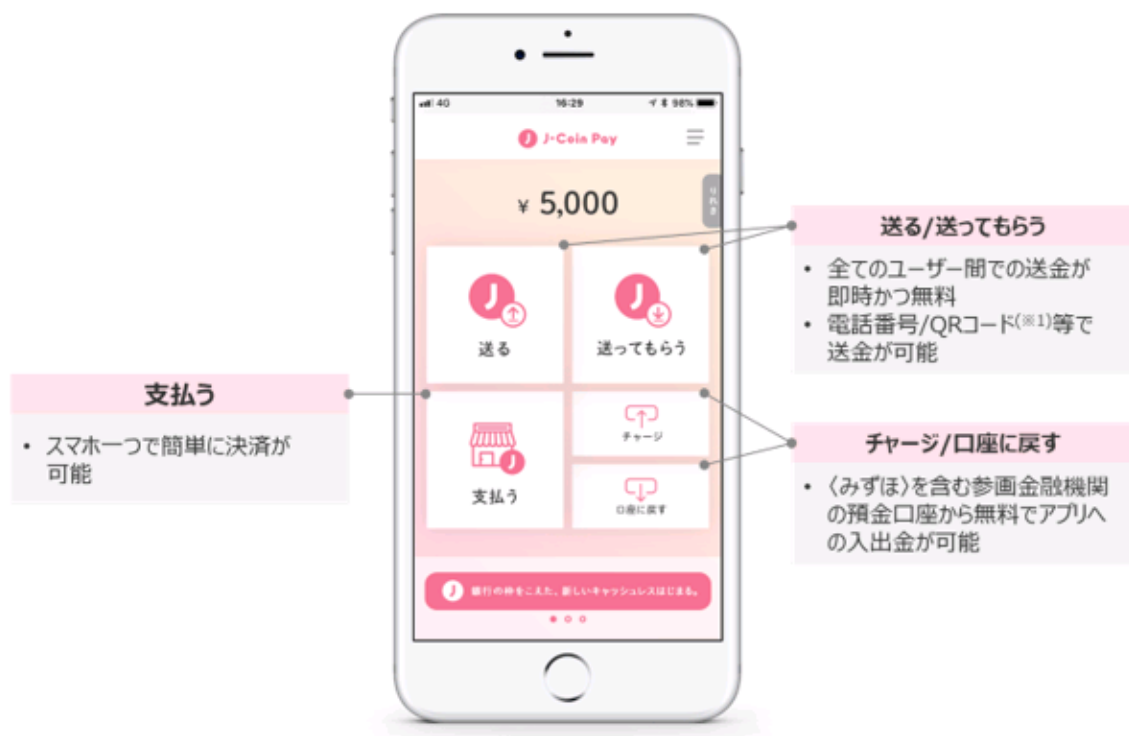 4G 16:29 98%
J-Coin Pay
¥ 5,000
りれき
送る
送ってもらう
支払う
チャージ
口座に戻す
銀行の枠をこえた、新しいキャッシュレスはじまる。
支払う
• スマホ一つで簡単に決済が
可能
送る/送ってもらう
• 全てのユーザー間での送金が
即時かつ無料
• 電話番号/QRコード(※1)等で
送金が可能
チャージ/口座に戻す
• 〈みずほ〉を含む参画金融機関
の預金口座から無料でアプリへ
の入出金が可能